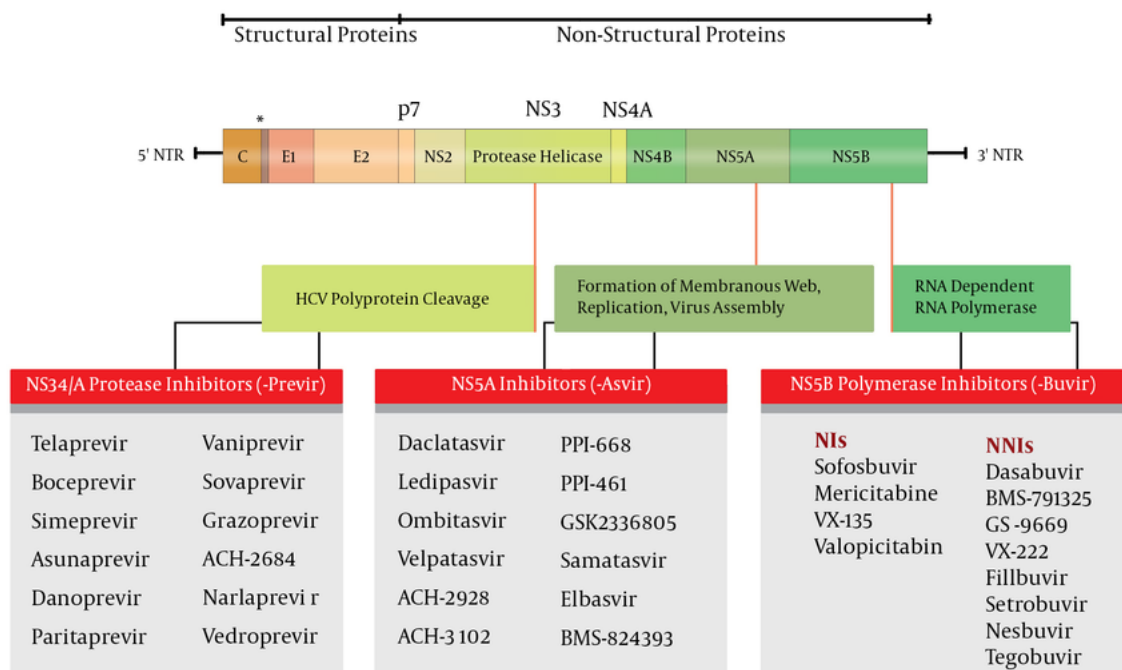 Structural Proteins
Non-Structural Proteins
p7
NS3
NS4A
*
5' NTR
C
E1
E2
NS2
Protease Helicase
NS4B
NS5A
NS5B
3' NTR
HCV Polyprotein Cleavage
Formation of Membranous Web,
Replication, Virus Assembly
RNA Dependent
RNA Polymerase
NS34/A Protease Inhibitors (-Previr)
Telaprevir
Boceprevir
Simeprevir
Asunaprevir
Danoprevir
Paritaprevir
Vaniprevir
Sovaprevir
Grazoprevir
ACH-2684
Narlaprevi r
Vedroprevir
NS5A Inhibitors (-Asvir)
Daclatasvir
Ledipasvir
Ombitasvir
Velpatasvir
ACH-2928
ACH-3 102
PPI-668
PPI-461
GSK2336805
Samatasvir
Elbasvir
BMS-824393
NS5B Polymerase Inhibitors (-Buvir)
NIs
Sofosbuvir
Mericitabine
VX-135
Valopicitabin
NNIs
Dasabuvir
BMS-791325
GS -9669
VX-222
Fillbuvir
Setrobuvir
Nesbuvir
Tegobuvir